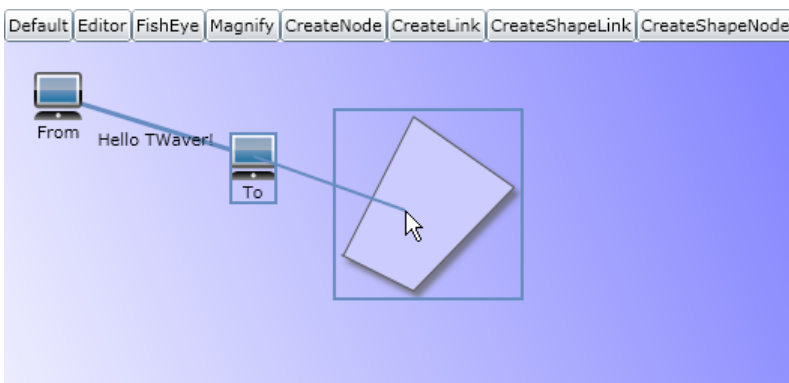 Default Editor FishEye Magnify CreateNode CreateLink CreateShapeLink CreateShapeNode
From
Hello TWaver!
To